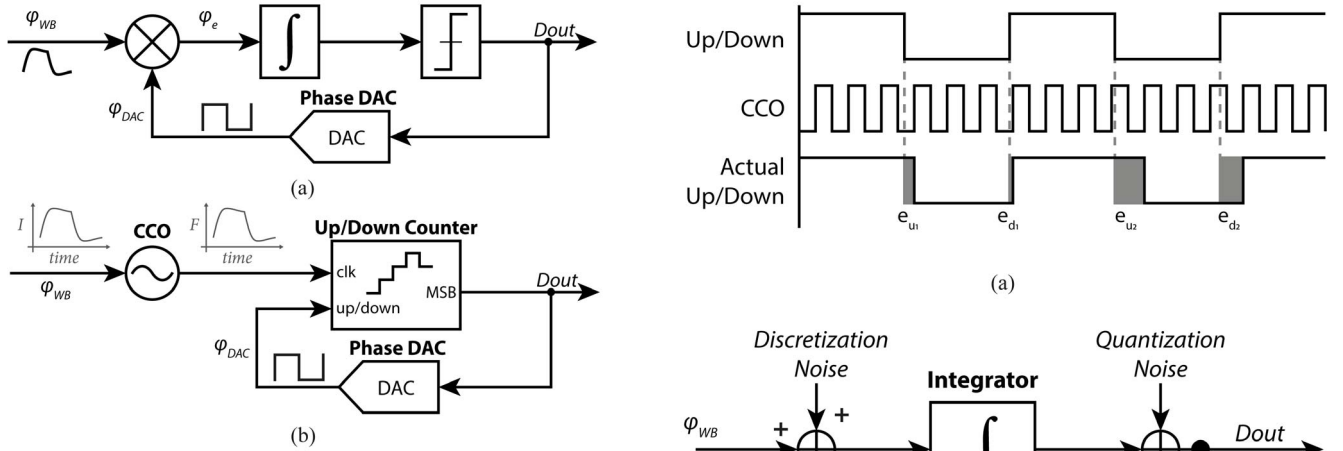 φWB
φe
Dout
φDAC
Phase DAC
DAC
(a)
I
time
CCO
F
time
Up/Down Counter
φWB
clk
up/down
MSB
Dout
φDAC
Phase DAC
DAC
(b)
Up/Down
CCO
Actual
Up/Down
eu1
ed1
eu2
ed2
(a)
Discretization
Noise
Quantization
Noise
Integrator
φWB
+
+
∫
Dout